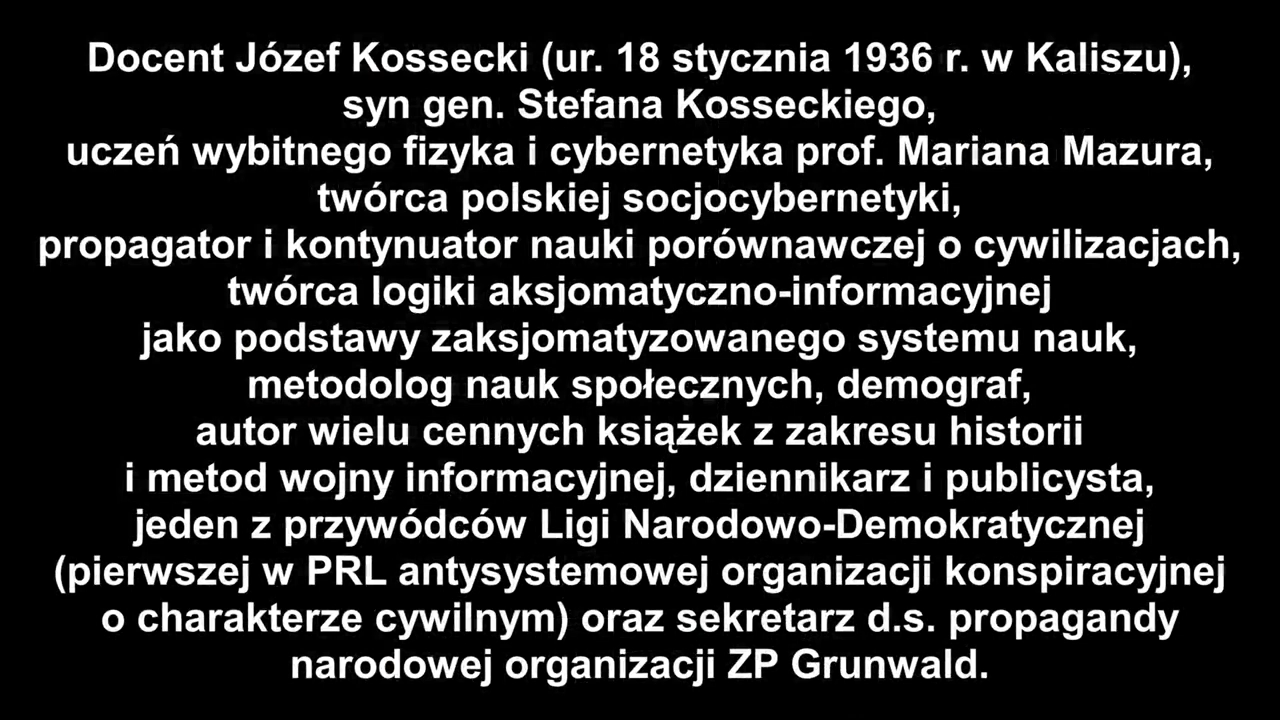 Docent Józef Kossecki (ur. 18 stycznia 1936 r. w Kaliszu),
syn gen. Stefana Kosseckiego,
uczeń wybitnego fizyka i cybernetyka prof. Mariana Mazura,
twórca polskiej socjocybernetyki,
propagator i kontynuator nauki porównawczej o cywilizacjach,
twórca logiki aksjomatyczno-informacyjnej
jako podstawy zaksjomatyzowanego systemu nauk,
metodolog nauk społecznych, demograf,
autor wielu cennych książek z zakresu historii
i metod wojny informacyjnej, dziennikarz i publicysta,
jeden z przywódców Ligi Narodowo-Demokratycznej
(pierwszej w PRL antysystemowej organizacji konspiracyjnej
o charakterze cywilnym) oraz sekretarz d.s. propagandy
narodowej organizacji ZP Grunwald.